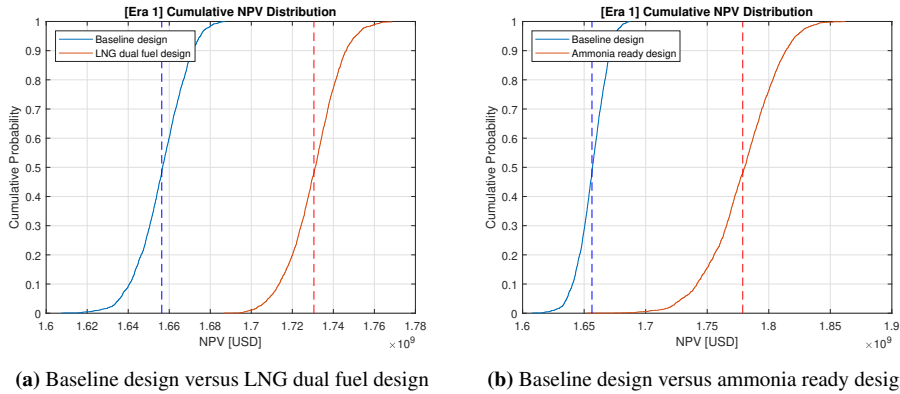 [Era 1] Cumulative NPV Distribution
Baseline design
LNG dual fuel design
Cumulative Probability
1
0.9
0.8
0.7
0.6
0.5
0.4
0.3
0.2
0.1
0
1.6 1.62 1.64 1.66 1.68 1.7 1.72 1.74 1.76 1.78
NPV [USD]
×10⁹
(a) Baseline design versus LNG dual fuel design
[Era 1] Cumulative NPV Distribution
Baseline design
Ammonia ready design
Cumulative Probability
1
0.9
0.8
0.7
0.6
0.5
0.4
0.3
0.2
0.1
0
1.6 1.65 1.7 1.75 1.8 1.85 1.9
NPV [USD]
×10⁹
(b) Baseline design versus ammonia ready desig